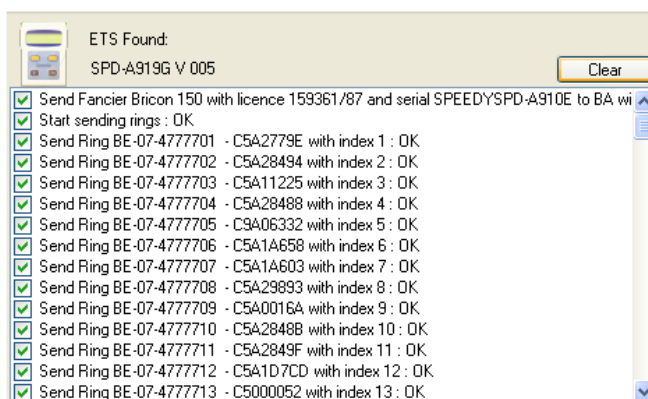 ETS Found:
SPD-A919G V 005
Clear
Send Fancier Bricon 150 with licence 159361/87 and serial SPEEDYSPD-A910E to BA wi
Start sending rings : OK
Send Ring BE-07-4777701 - C5A2779E with index 1 : OK
Send Ring BE-07-4777702 - C5A28494 with index 2 : OK
Send Ring BE-07-4777703 - C5A11225 with index 3 : OK
Send Ring BE-07-4777704 - C5A28488 with index 4 : OK
Send Ring BE-07-4777705 - C9A06332 with index 5 : OK
Send Ring BE-07-4777706 - C5A1A658 with index 6 : OK
Send Ring BE-07-4777707 - C5A1A603 with index 7 : OK
Send Ring BE-07-4777708 - C5A29893 with index 8 : OK
Send Ring BE-07-4777709 - C5A0016A with index 9 : OK
Send Ring BE-07-4777710 - C5A2848B with index 10 : OK
Send Ring BE-07-4777711 - C5A2849F with index 11 : OK
Send Ring BE-07-4777712 - C5A1D7CD with index 12 : OK
Send Ring BE-07-4777713 - C5000052 with index 13 : OK